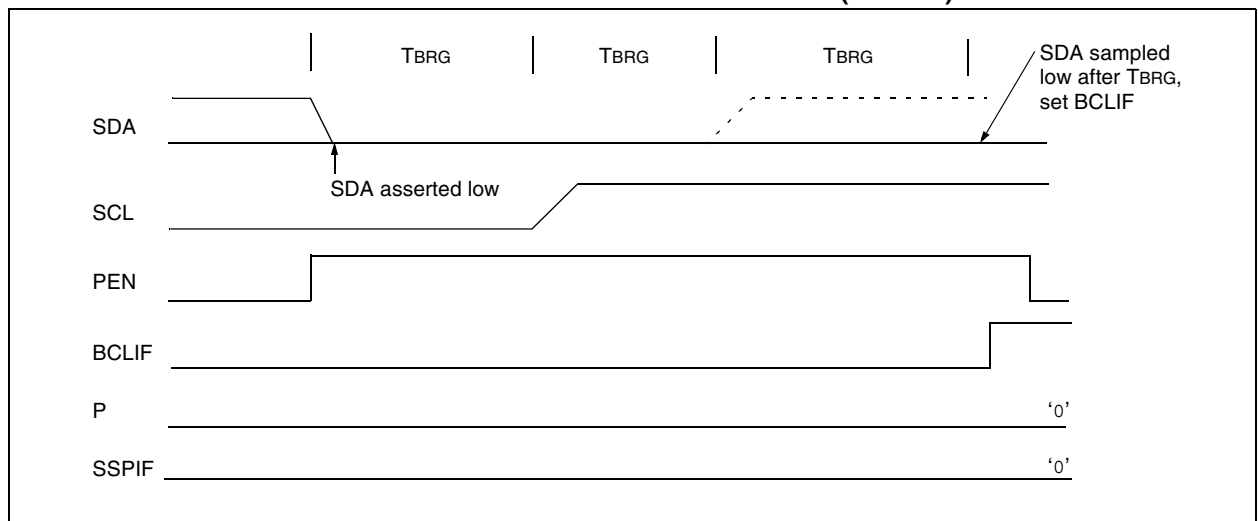 TBRG TBRG TBRG
SDA sampled
low after TBRG,
set BCLIF
SDA
SDA asserted low
SCL
PEN
BCLIF
P '0'
SSPIF '0'